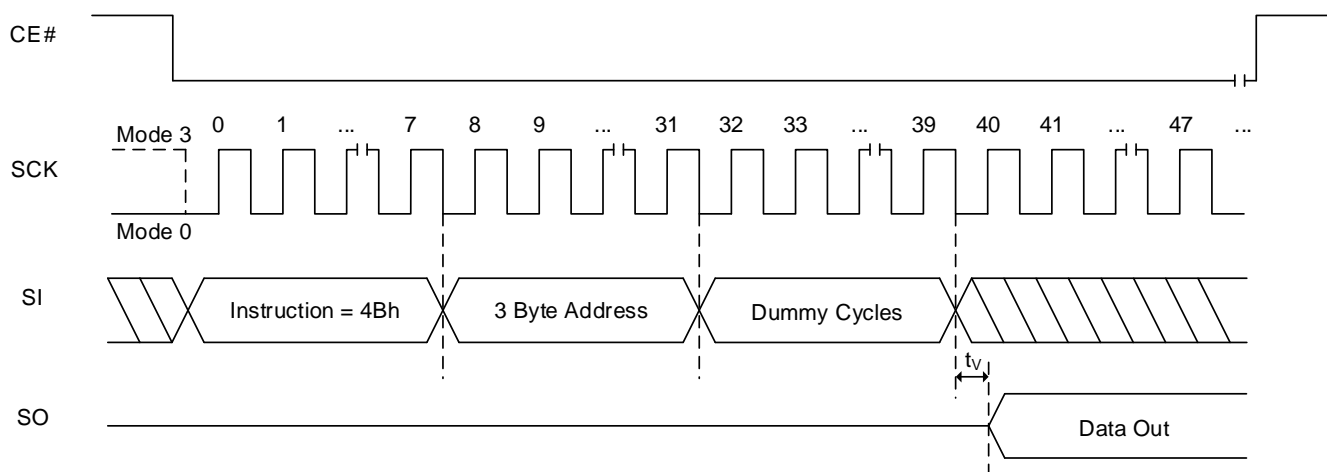 CE#
Mode 3 0 1 ... 7 8 9 ... 31 32 33 ... 39 40 41 ... 47 ...
SCK
Mode 0
SI Instruction = 4Bh 3 Byte Address Dummy Cycles
tV
SO Data Out